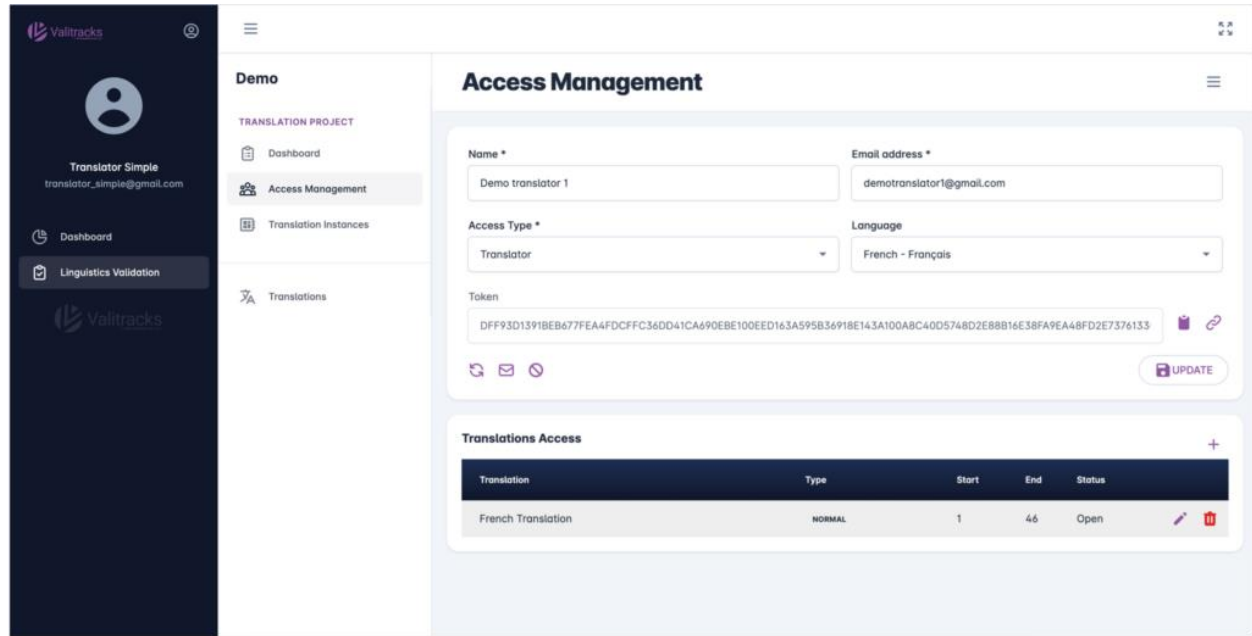 Valitracks
Translator Simple
translator_simple@gmail.com
Dashboard
Linguistics Validation
Valitracks
Demo
TRANSLATION PROJECT
Dashboard
Access Management
Translation Instances
Translations
Access Management
Name * Email address *
Demo translator 1 demotranslator1@gmail.com
Access Type * Language
Translator French - Français
Token
DFF93D1391BEB677FEA4FDCFFC36DD41CA690EBE100EED163A595B36918E143A100A8C40D5748D2E88B16E38FA9EA48FD2E7376133
UPDATE
Translations Access
Translation Type Start End Status
French Translation NORMAL 1 46 Open